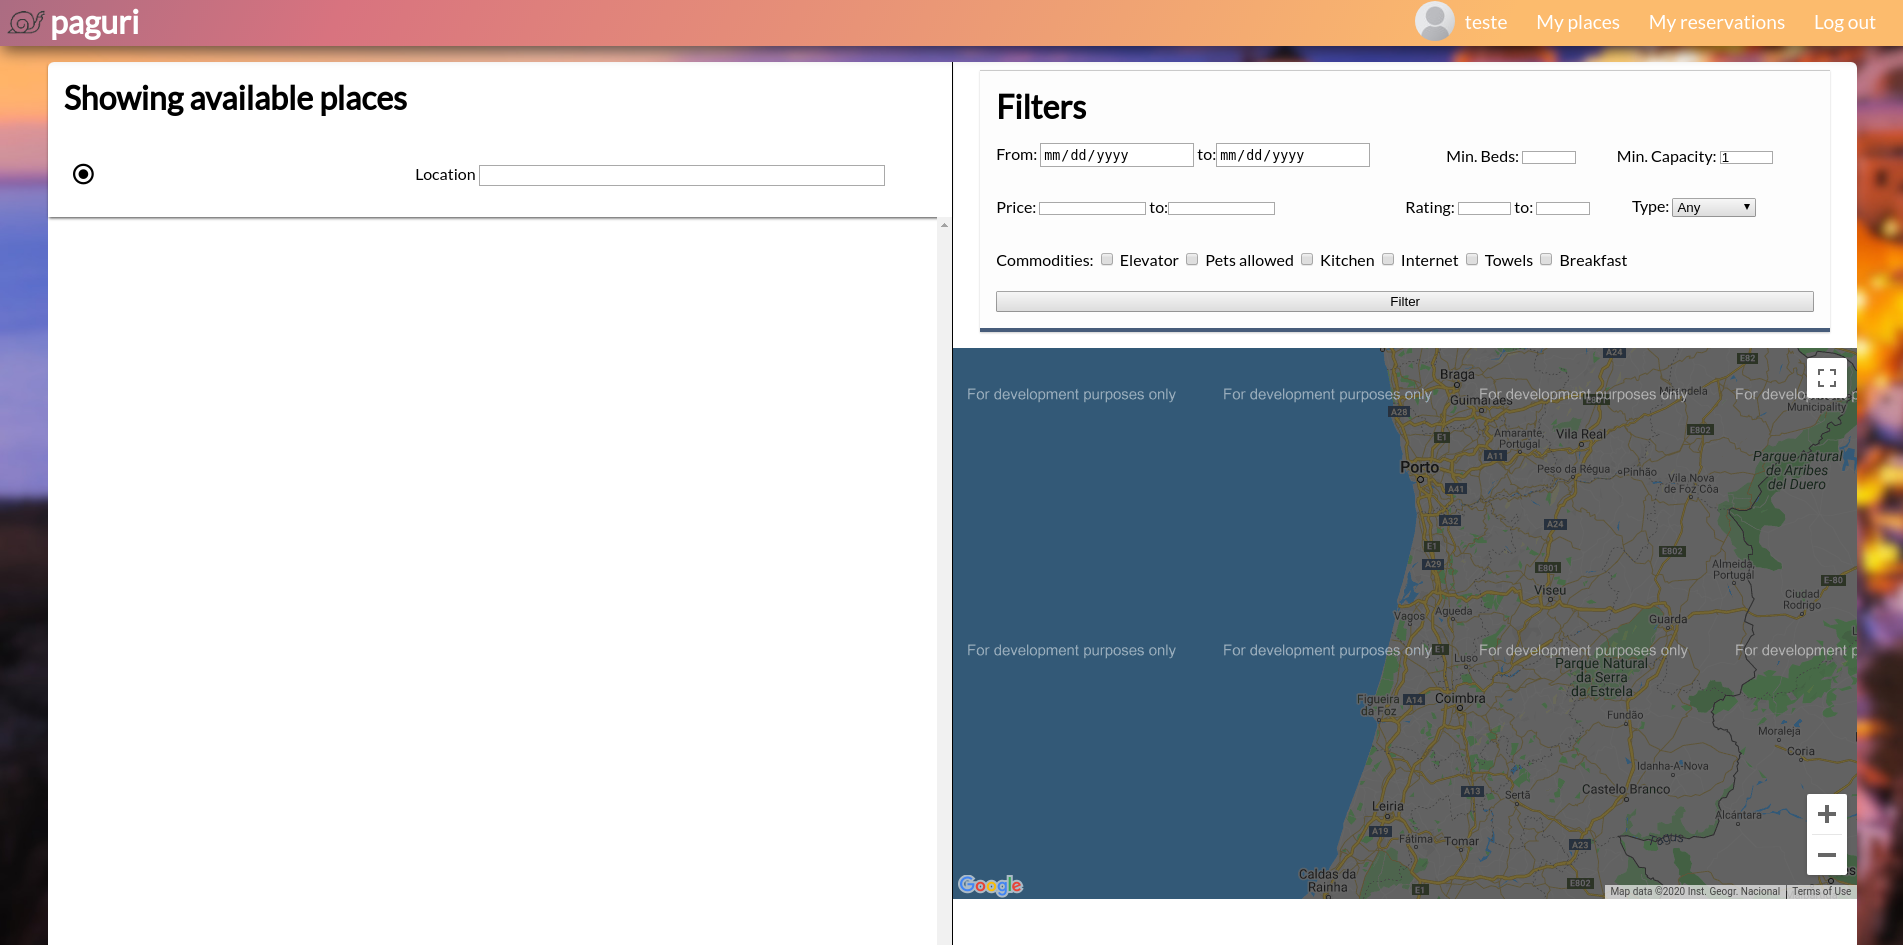 paguri
teste My places My reservations Log out
Showing available places
Location
Filters
From: mm/dd/yyyy to: mm/dd/yyyy Min. Beds: Min. Capacity: 1
Price: to: Rating: to: Type: Any
Commodities: Elevator Pets allowed Kitchen Internet Towels Breakfast
Filter
A24 E82
Braga
For development purposes only For development purposes only For development purposes only
Guimarães
Municipality
A28
E802
Vila Real
E1
Amarante,
Portugal
A11
Parque natural
de Arribes
del Duero
Porto
Peso da Régua Pinhão
Vila Nova
de Foz Côa
A41
A32 A24
E1
E802
A29
E801
Almeida,
Portugal
E-80
Viseu
Ciudad
Rodrigo
Vagos Agueda
Guarda
For development purposes only For development purposes only E1 For development purposes only For development p
Luso
Parque Natural
da Serra
da Estrela
Figueira
da Foz
A14 Coimbra
Fundão
Moraleja
Coria
Idanha-A-Nova
A13 Sertã Castelo Branco
Leiria
Alcántara
A19
Fátima Tomar
A23
Tagus
Caldas da
Rainha
E1 E802
Google
Map data ©2020 Inst. Geogr. Nacional Terms of Use